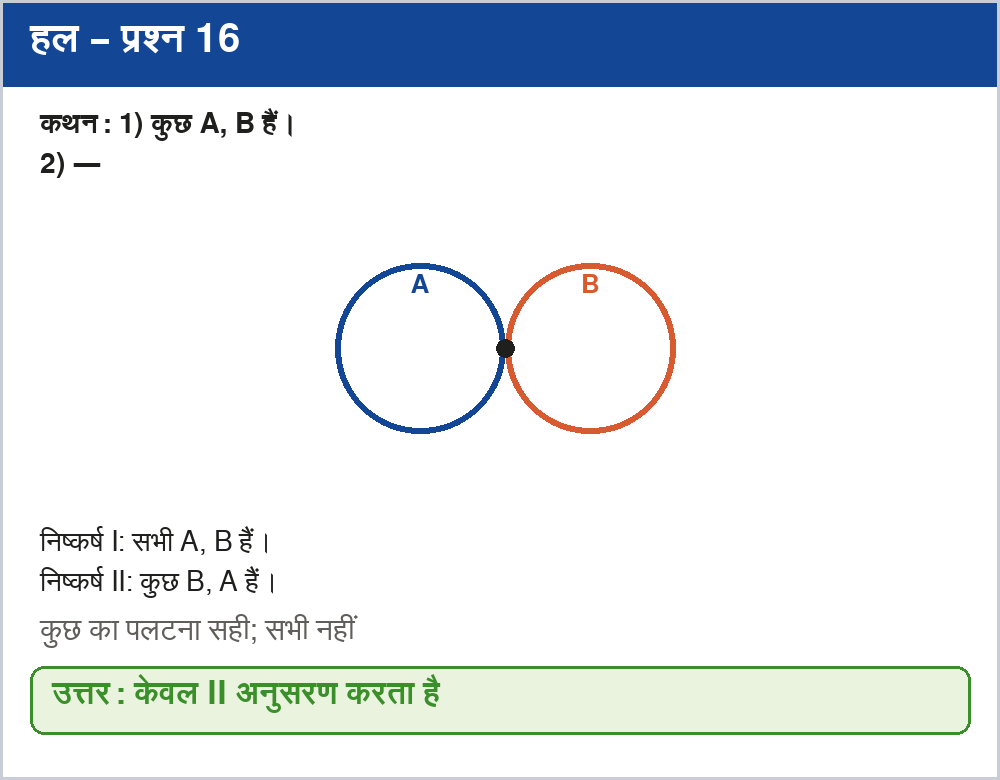 हल – प्रश्न 16
कथन : 1) कुछ A, B हैं।
2) —
A
B
निष्कर्ष I: सभी A, B हैं।
निष्कर्ष II: कुछ B, A हैं।
कुछ का पलटना सही; सभी नहीं
उत्तर : केवल II अनुसरण करता है